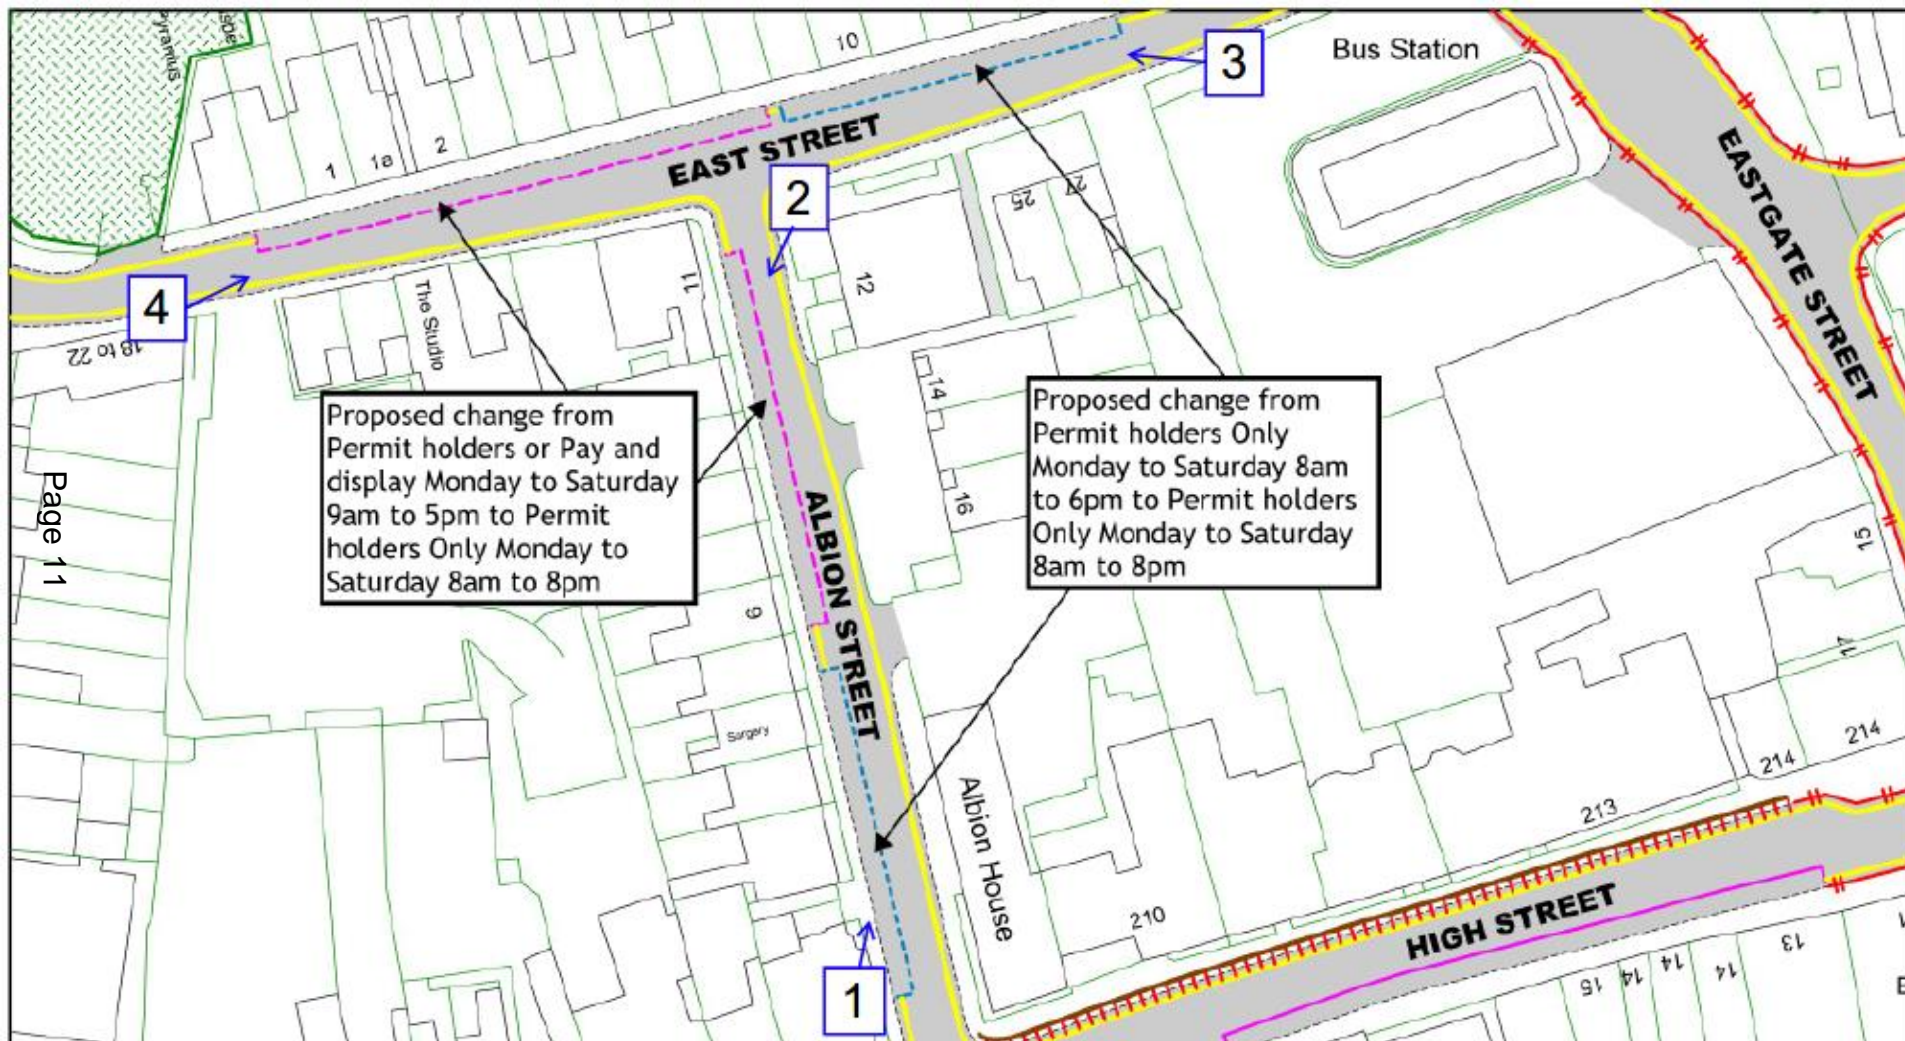 Bus Station
3
10
2
1a
1
EAST STREET
2
25
27
12
11
4
The Studio
18 to 22
EASTGATE STREET
Proposed change from
Permit holders or Pay and
display Monday to Saturday
9am to 5pm to Permit
holders Only Monday to
Saturday 8am to 8pm
Proposed change from
Permit holders Only
Monday to Saturday 8am
to 6pm to Permit holders
Only Monday to Saturday
8am to 8pm
14
16
Page 11
ALBION STREET
15
17
9
Surgery
Albion House
214
214
213
210
HIGH STREET
1
15
14
14
14
13